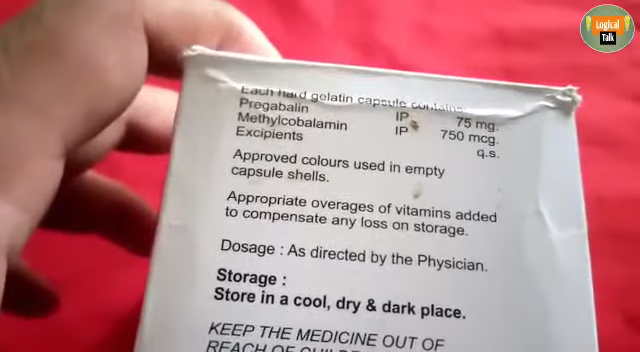 Logical
Talk
Each hard gelatin capsule contains
Pregabalin IP 75 mg.
Methylcobalamin IP 750 mcg.
Excipients q.s.
Approved colours used in empty
capsule shells.
Appropriate overages of vitamins added
to compensate any loss on storage.
Dosage : As directed by the Physician.
Storage :
Store in a cool, dry & dark place.
KEEP THE MEDICINE OUT OF
REACH OF